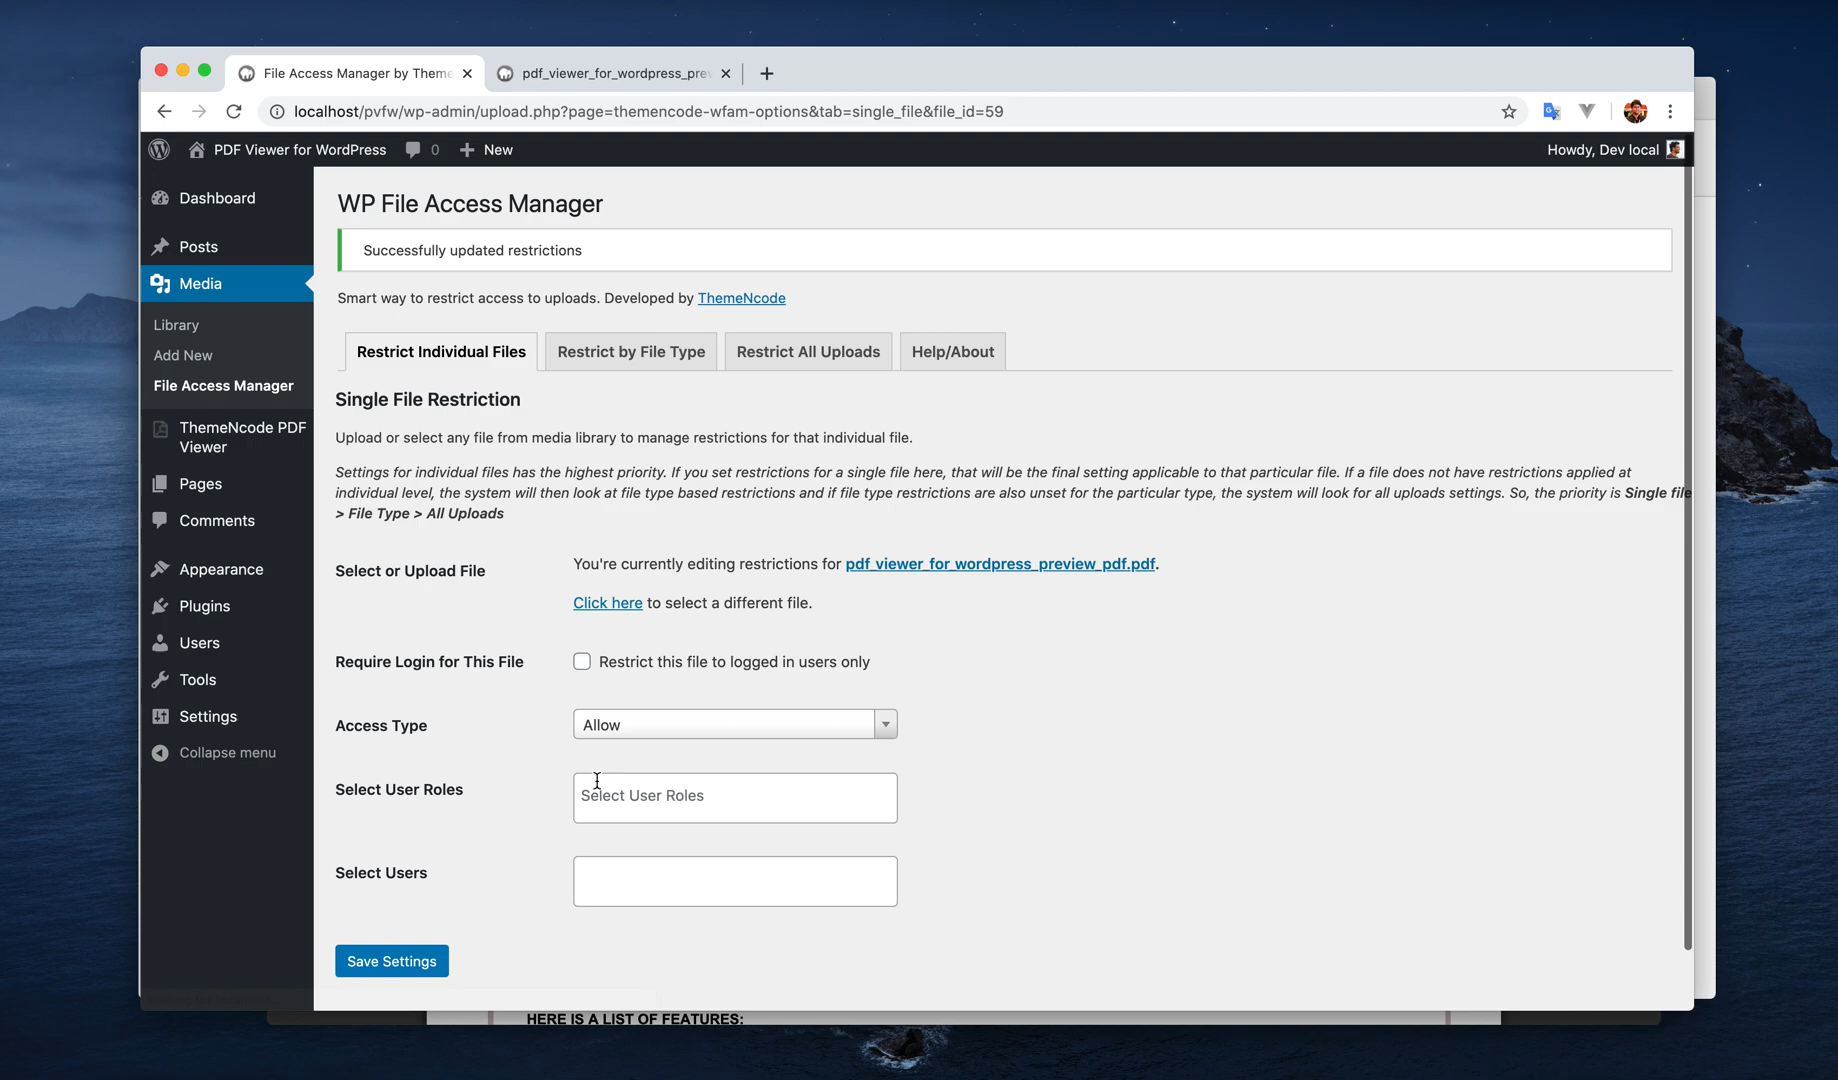 File Access Manager by Theme
pdf_viewer_for_wordpress_prev
localhost/pvfw/wp-admin/upload.php?page=themencode-wfam-options&tab=single_file&file_id=59
PDF Viewer for WordPress
0
New
Howdy, Dev local
Dashboard
Posts
Media
Library
Add New
File Access Manager
ThemeNcode PDF
Viewer
Pages
Comments
Appearance
Plugins
Users
Tools
Settings
Collapse menu
WP File Access Manager
Successfully updated restrictions
Smart way to restrict access to uploads. Developed by ThemeNcode
Restrict Individual Files
Restrict by File Type
Restrict All Uploads
Help/About
Single File Restriction
Upload or select any file from media library to manage restrictions for that individual file.
Settings for individual files has the highest priority. If you set restrictions for a single file here, that will be the final setting applicable to that particular file. If a file does not have restrictions applied at
individual level, the system will then look at file type based restrictions and if file type restrictions are also unset for the particular type, the system will look for all uploads settings. So, the priority is Single file
> File Type > All Uploads
Select or Upload File
You're currently editing restrictions for pdf_viewer_for_wordpress_preview_pdf.pdf.
Click here to select a different file.
Require Login for This File
Restrict this file to logged in users only
Access Type
Allow
Select User Roles
Select User Roles
Select Users
Save Settings
HERE IS A LIST OF FEATURES: